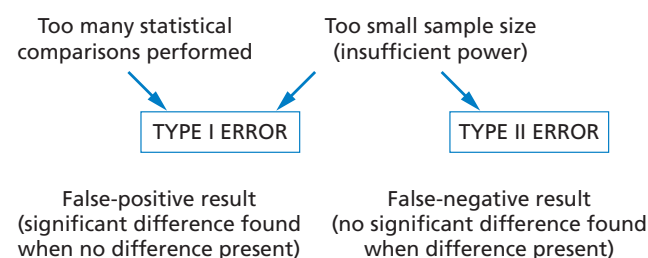 Too many statistical
comparisons performed
Too small sample size
(insufficient power)
TYPE I ERROR
TYPE II ERROR
False-positive result
(significant difference found
when no difference present)
False-negative result
(no significant difference found
when difference present)